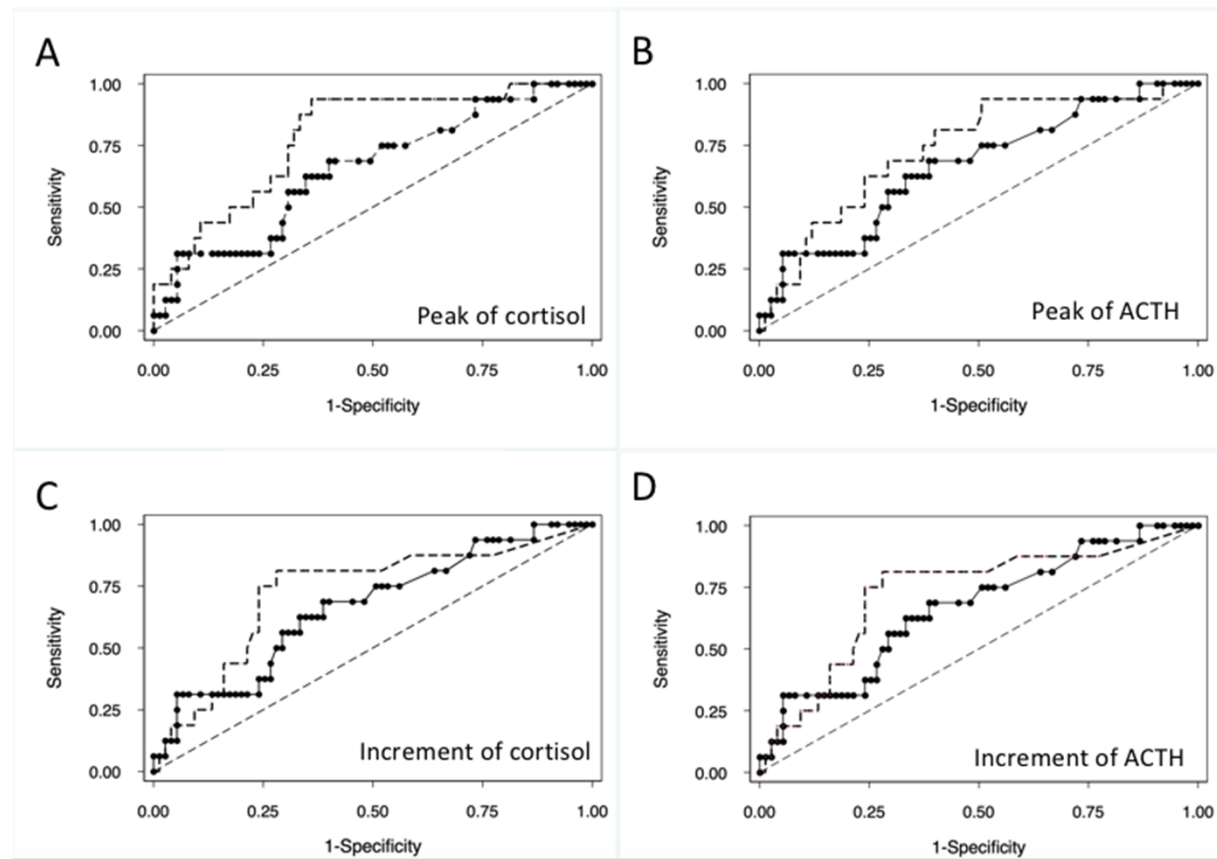 A
1.00
0.75
0.50
0.25
0.00
Sensitivity
Peak of cortisol
0.00 0.25 0.50 0.75 1.00
1-Specificity
B
1.00
0.75
0.50
0.25
0.00
Sensitivity
Peak of ACTH
0.00 0.25 0.50 0.75 1.00
1-Specificity
C
1.00
0.75
0.50
0.25
0.00
Sensitivity
Increment of cortisol
0.00 0.25 0.50 0.75 1.00
1-Specificity
D
1.00
0.75
0.50
0.25
0.00
Sensitivity
Increment of ACTH
0.00 0.25 0.50 0.75 1.00
1-Specificity